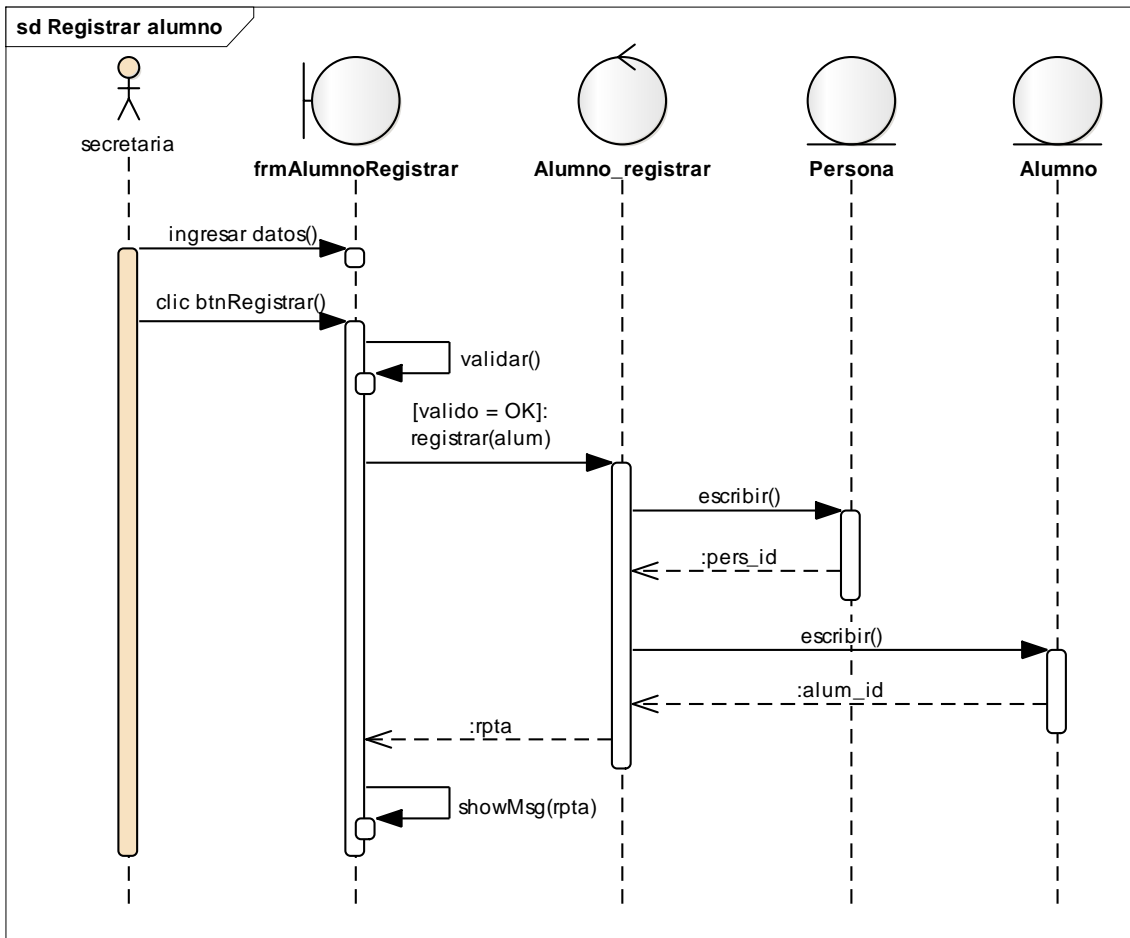 sd Registrar alumno
secretaria
frmAlumnoRegistrar
Alumno_registrar
Persona
Alumno
ingresar datos()
clic btnRegistrar()
validar()
[valido = OK]:
registrar(alum)
escribir()
:pers_id
escribir()
:alum_id
:rpta
showMsg(rpta)